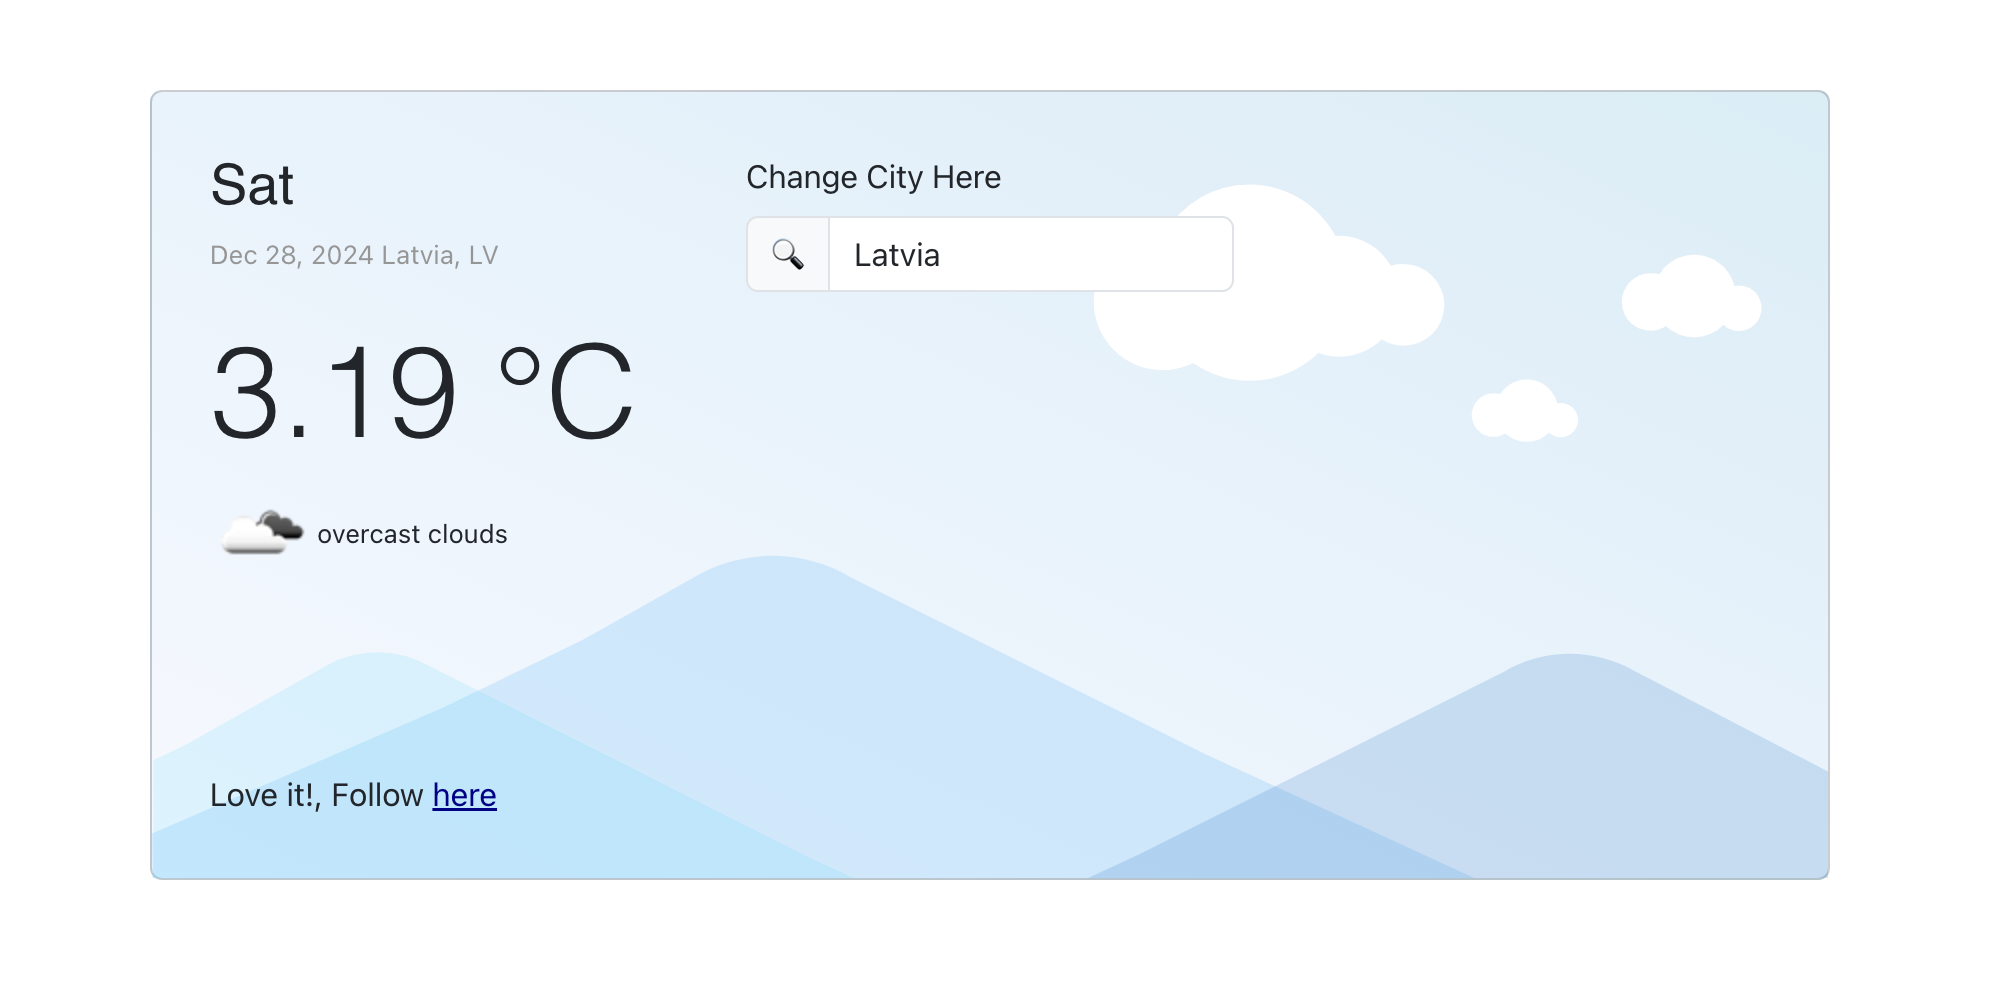 Sat
Dec 28, 2024 Latvia, LV
3.19 °C
overcast clouds
Change City Here
Latvia
Love it!, Follow here